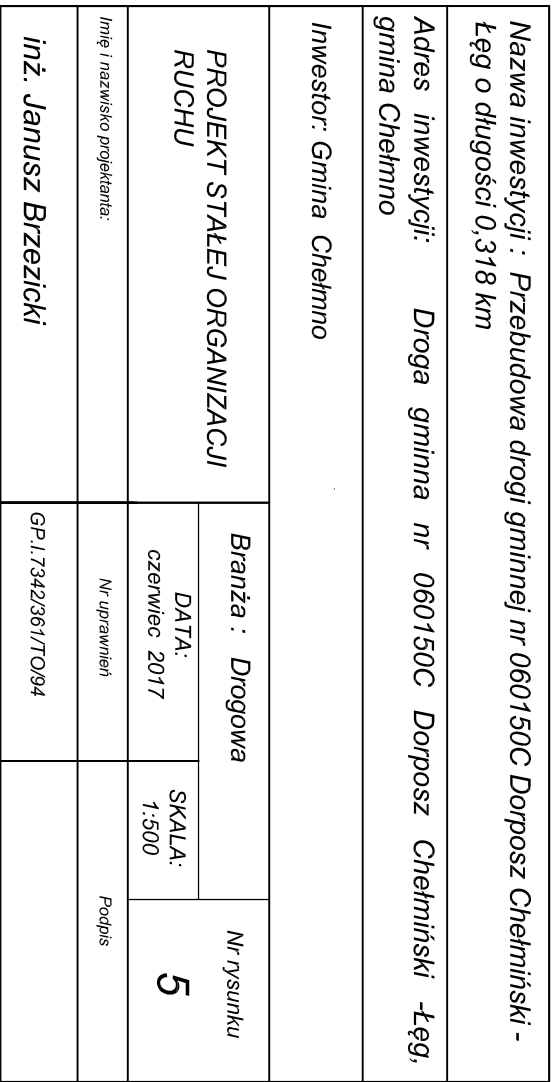 Nazwa inwestycji : Przebudowa drogi gminnej nr 060150C Dorposz Chełmiński -
Łęg o długości 0,318 km
Adres inwestycji: Droga gminna nr 060150C Dorposz Chełmiński -Łęg,
gmina Chełmno
Inwestor: Gmina Chełmno
PROJEKT STAŁEJ ORGANIZACJI
RUCHU
Branża : Drogowa
DATA:
czerwiec 2017
SKALA:
1:500
Nr rysunku
5
Imię i nazwisko projektanta:
Nr uprawnień
Podpis
inż. Janusz Brzezicki
GP.I.7342/361/TO/94